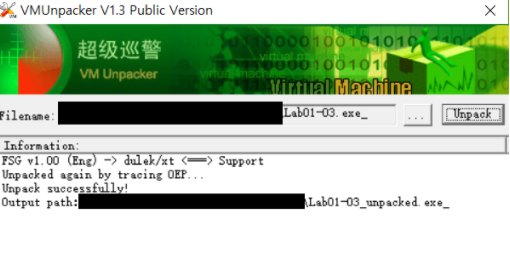 VMUnpacker V1.3 Public Version
超级巡警
VM Unpacker
Virtual Machine
Filename: Lab01-03.exe_ ... Unpack
Information:
FSG v1.00 (Eng) -> dulek/xt <==> Support
Unpacked again by tracing OEP...
Unpack successfully!
Output path: \Lab01-03_unpacked.exe_